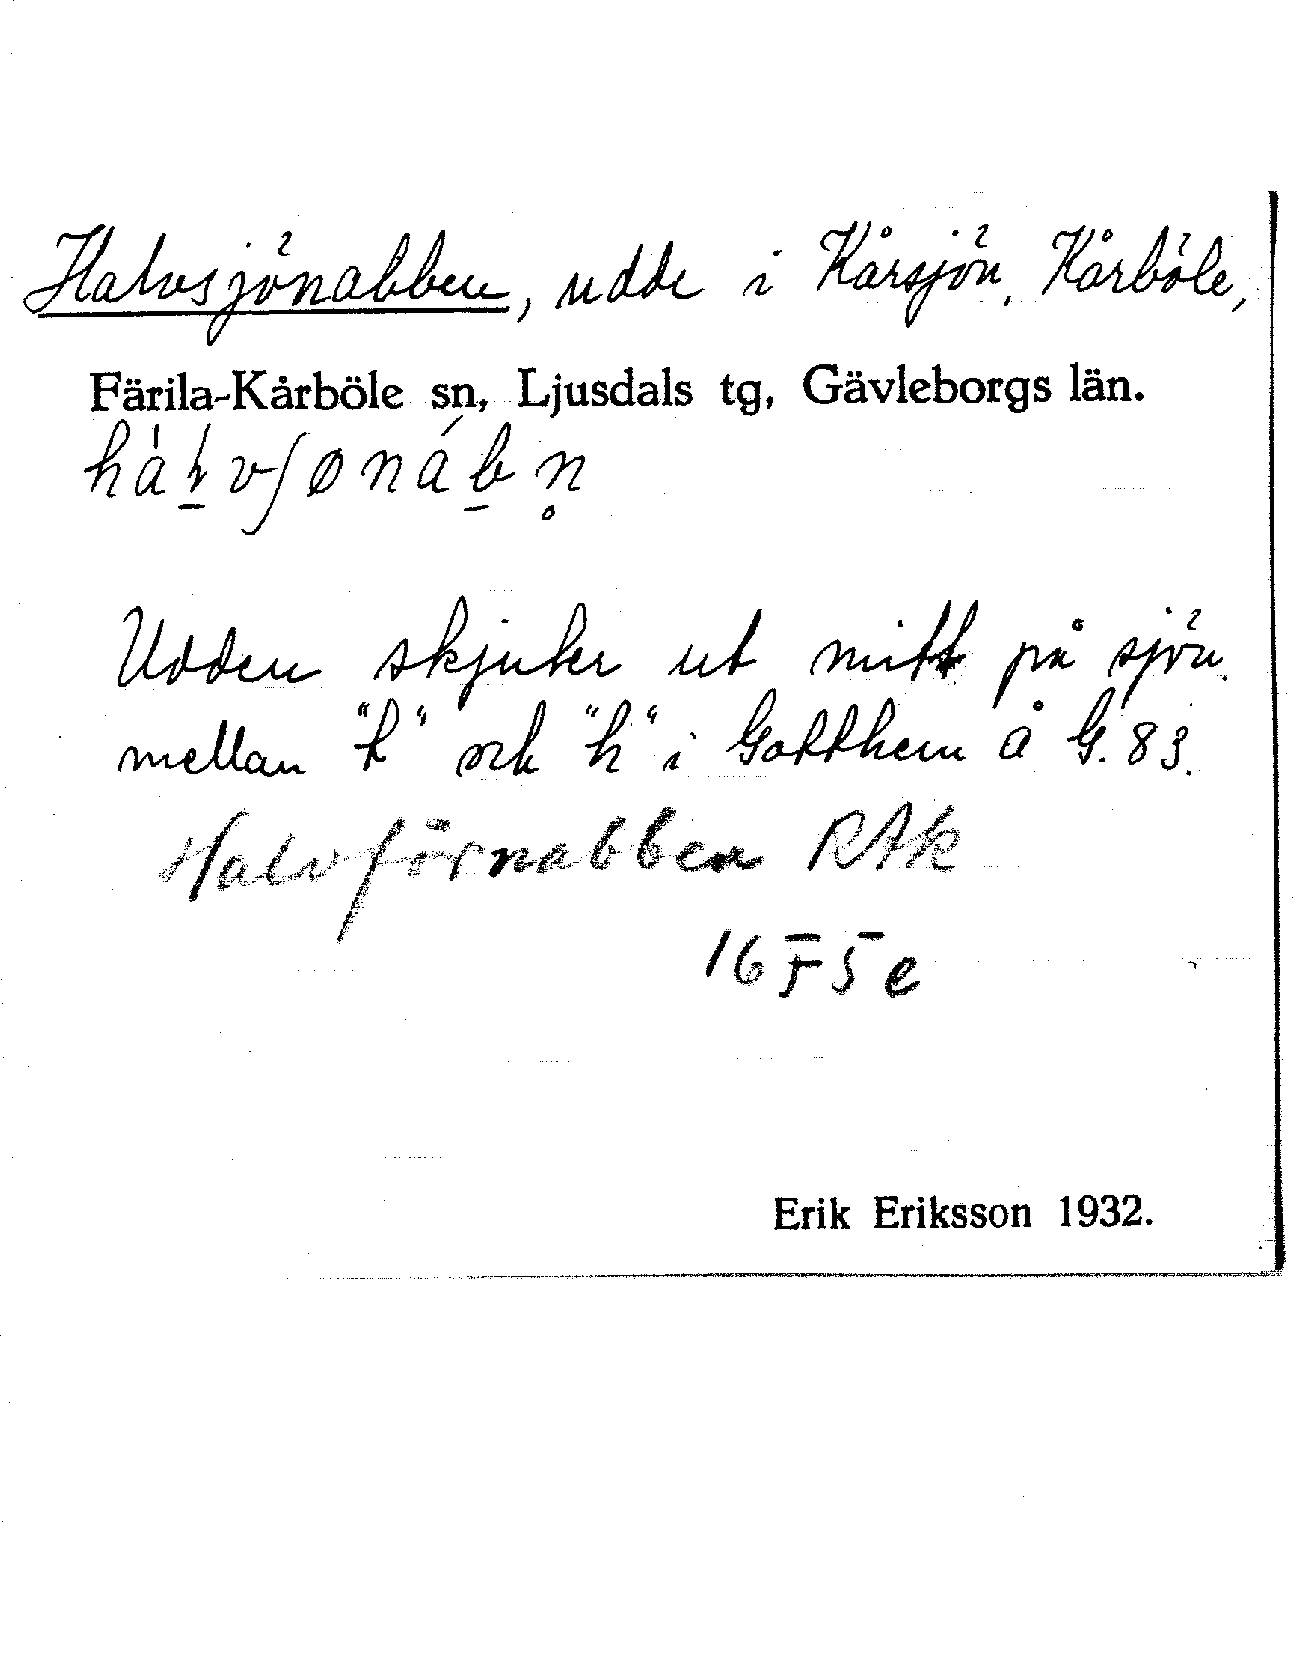 Halvsjönabben, udde i Kårsjön, Kårböle,
Färila-Kårböle sn, Ljusdals tg, Gävleborgs län.
Udden skjuter ut mitt på sjön
mellan "t" och "h" i Gotthem å G. 83.
Halvsjörnabben RAK
16F5e
Erik Eriksson 1932.